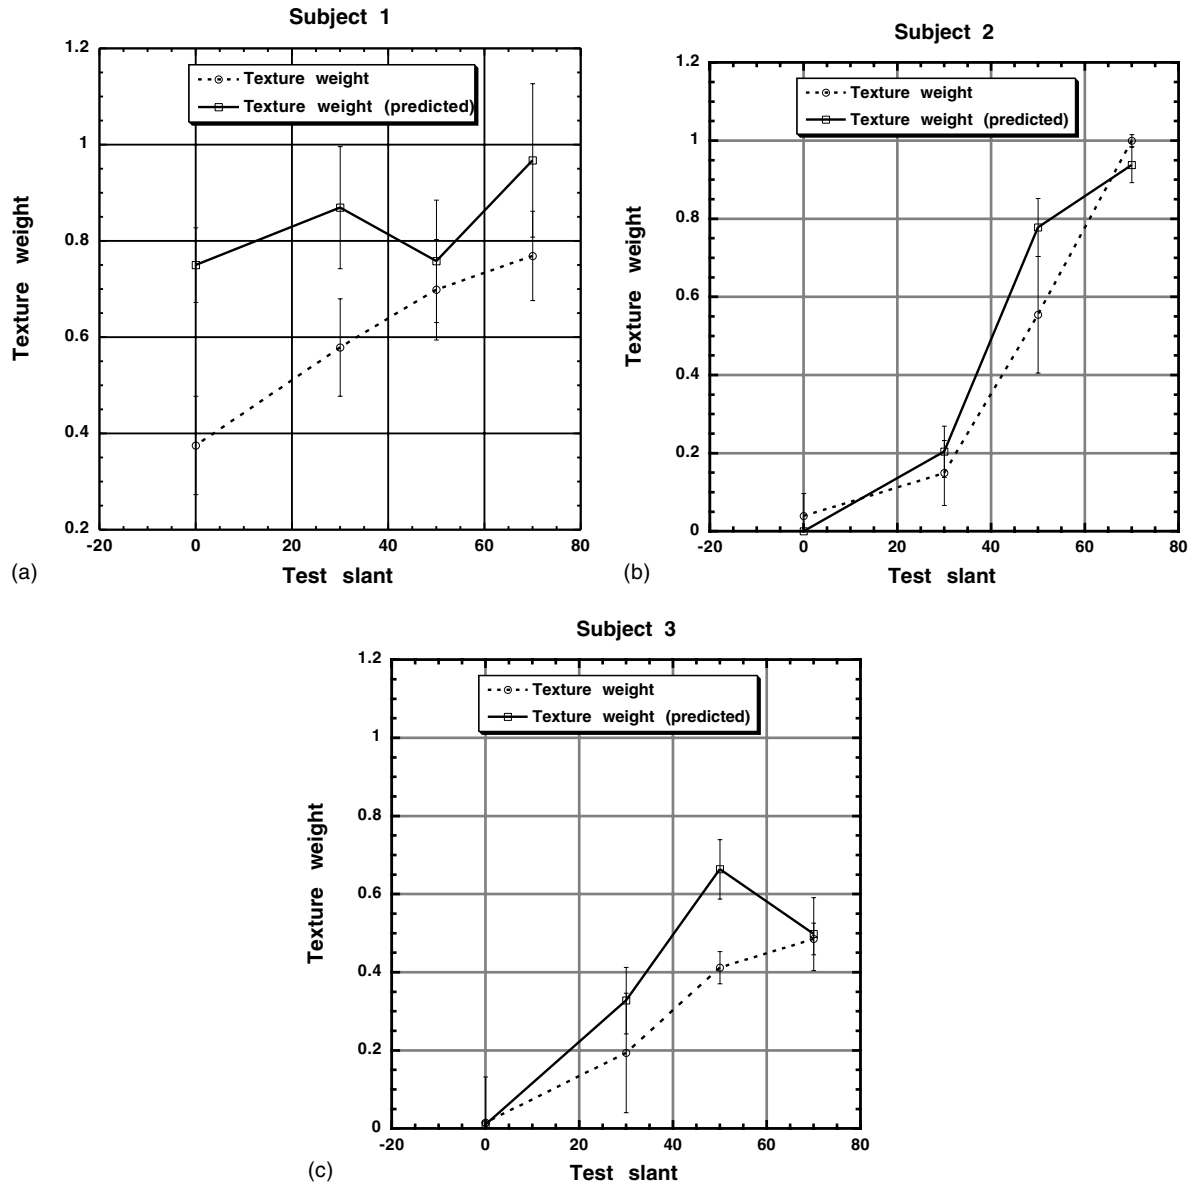 Subject 1
1.2
Texture weight
Texture weight (predicted)
1
0.8
0.6
0.4
0.2
Texture weight
-20 0 20 40 60 80
Test slant
(a)
Subject 2
1.2
Texture weight
Texture weight (predicted)
1
0.8
0.6
0.4
0.2
0
Texture weight
-20 0 20 40 60 80
Test slant
(b)
Subject 3
1.2
Texture weight
Texture weight (predicted)
1
0.8
0.6
0.4
0.2
0
Texture weight
-20 0 20 40 60 80
Test slant
(c)